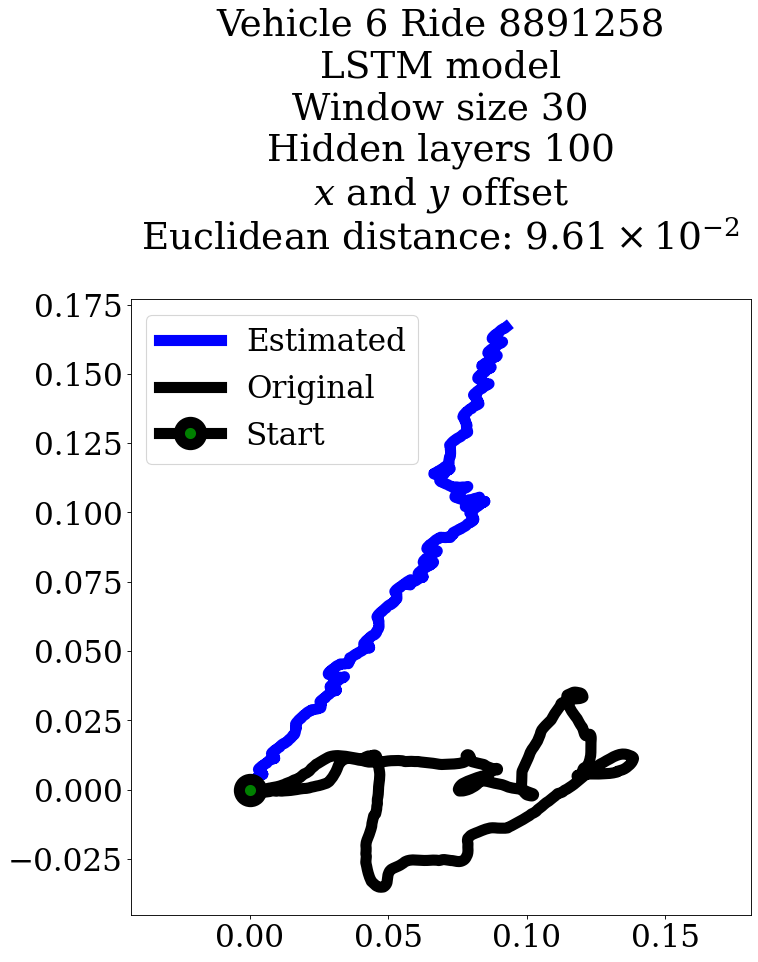 Vehicle 6 Ride 8891258
LSTM model
Window size 30
Hidden layers 100
x and y offset
Euclidean distance: 9.61 × 10⁻²
0.175
0.150
0.125
0.100
0.075
0.050
0.025
0.000
−0.025
Estimated
Original
Start
0.00 0.05 0.10 0.15